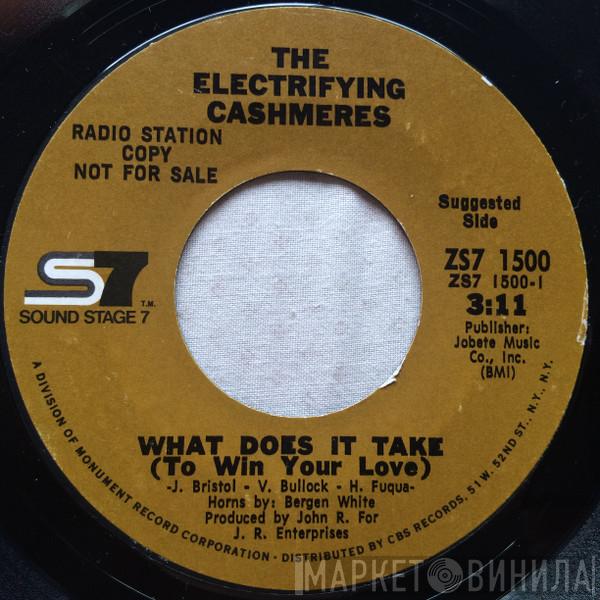 THE
ELECTRIFYING
CASHMERES
RADIO STATION
COPY
NOT FOR SALE
Suggested
Side
S7
T.M.
SOUND STAGE 7
ZS7 1500
ZS7 1500-1
3:11
Publisher:
Jobete Music
Co., Inc.
(BMI)
WHAT DOES IT TAKE
(To Win Your Love)
-J. Bristol - V. Bullock - H. Fuqua-
Horns by: Bergen White
Produced by John R. For
J. R. Enterprises
A DIVISION OF MONUMENT RECORD CORPORATION - DISTRIBUTED BY CBS RECORDS, 51 W. 52ND ST., N.Y., N.Y.
МАРКЕТ ВИНИЛА